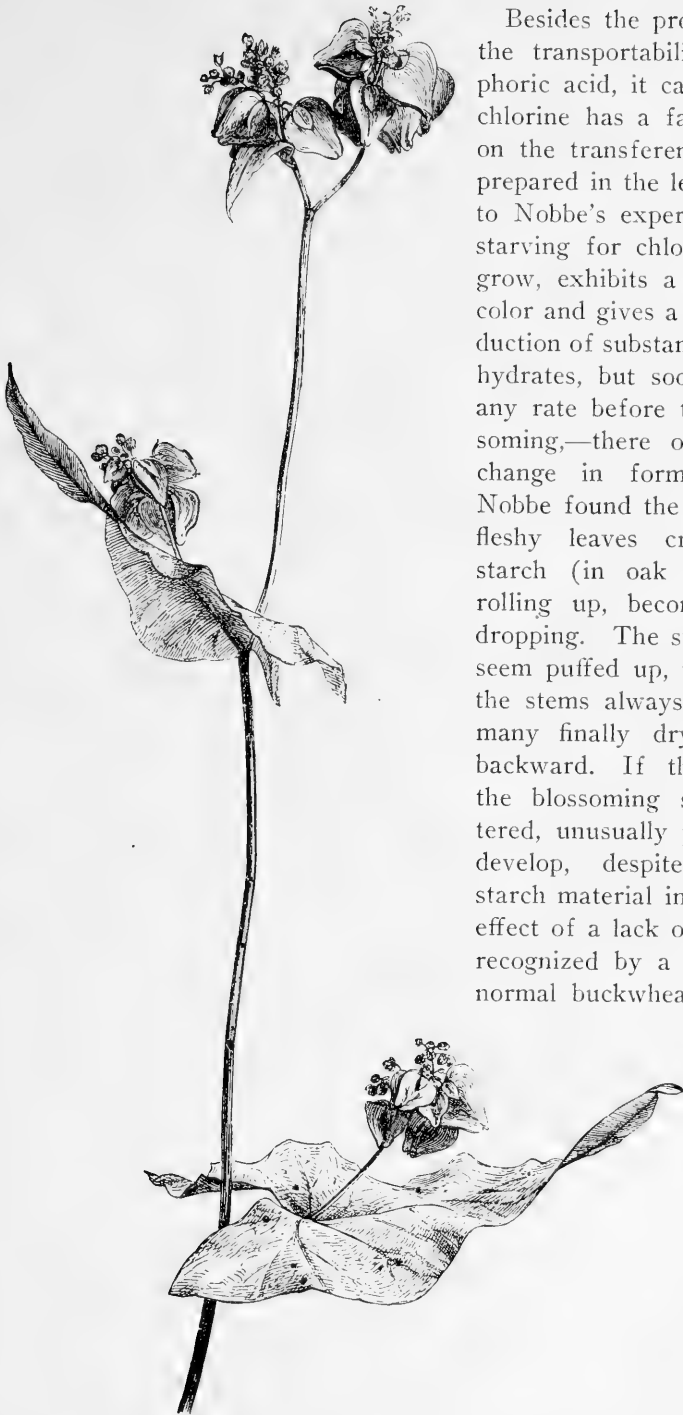 Besides the pro
the transportabili
phoric acid, it ca
chlorine has a fa
on the transferen
prepared in the le
to Nobbe's exper
starving for chlo
grow, exhibits a
color and gives a
duction of substan
hydrates, but soo
any rate before t
soming,—there o
change in form
Nobbe found the
fleshy leaves cr
starch (in oak
rolling up, becor
dropping. The s
seem puffed up,
the stems always
many finally dry
backward. If th
the blossoming s
tered, unusually
develop, despite
starch material in
effect of a lack o
recognized by a
normal buckwhea